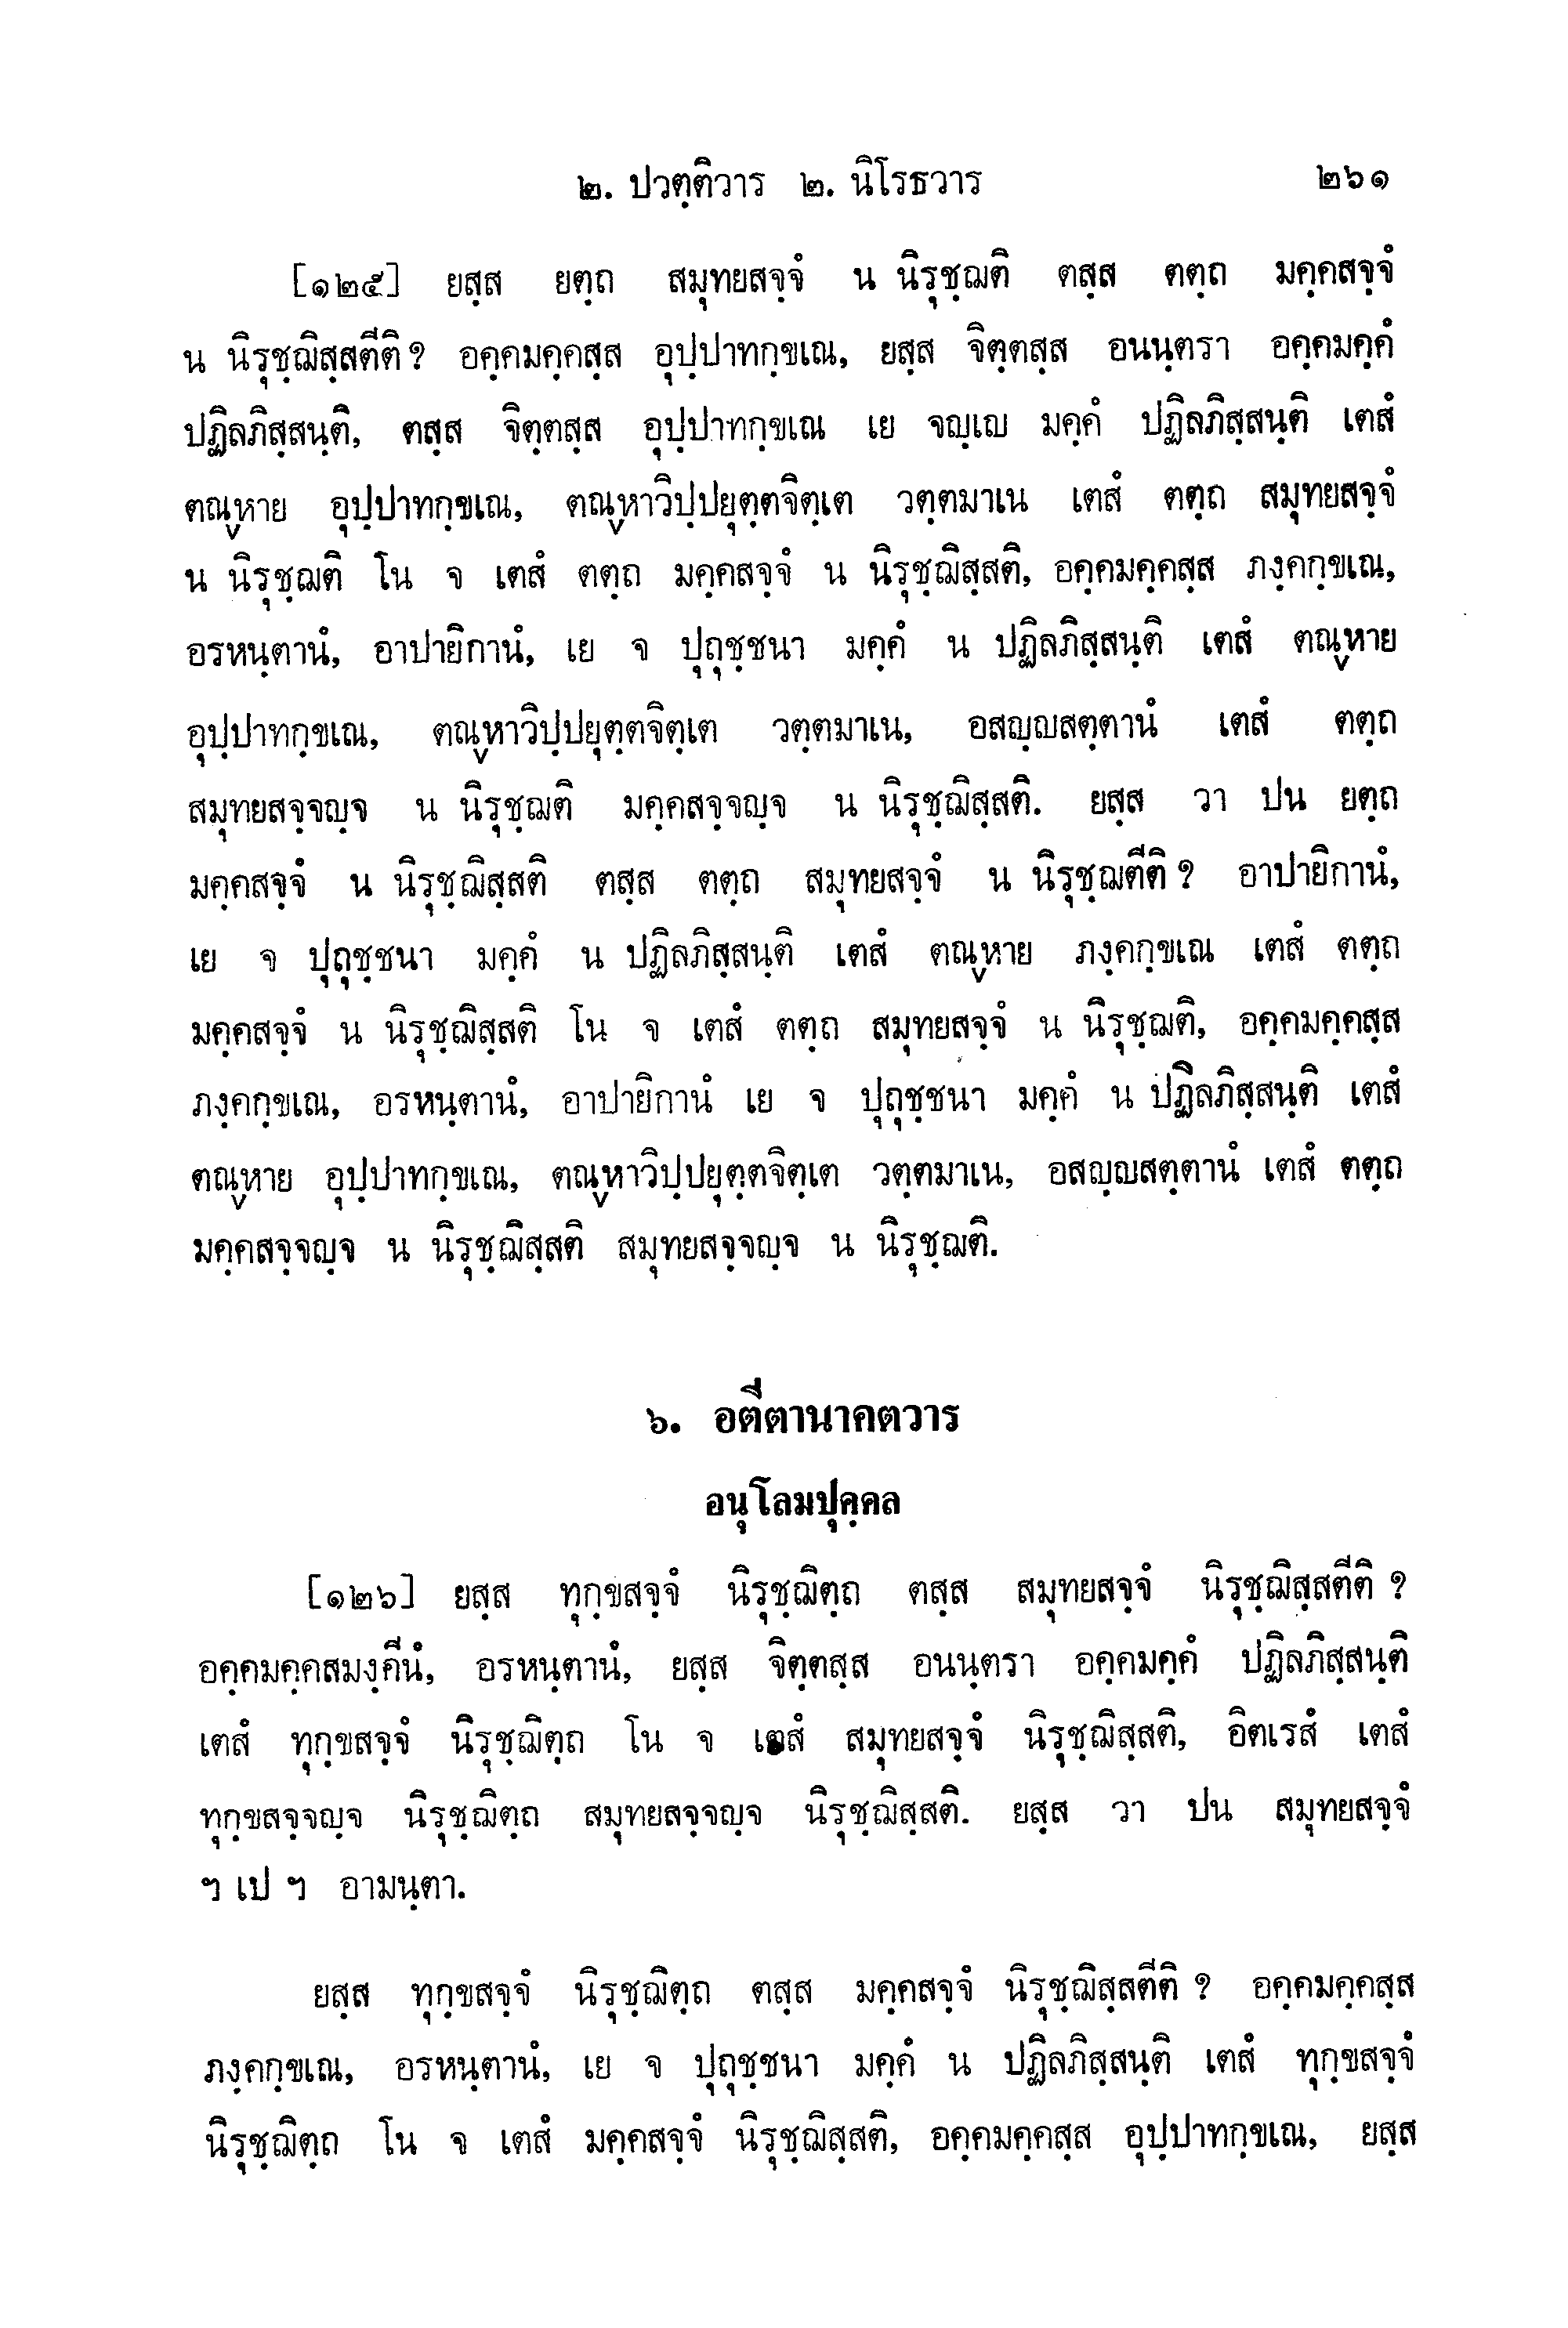 ๒. ปวตฺติวาร ๒. นิโรธวาร ๒๖๑
[๑๒๕] ยสฺส ยตฺถ สมุทยสจฺจํ น นิรุชฺฌติ ตสฺส ตตฺถ มคฺคสจฺจํ
น นิรุชฺฌิสฺสตีติ ? อคฺคมคฺคสฺส อุปฺปาทกฺขเณ, ยสฺส จิตฺตสฺส อนนฺตรา อคฺคมคฺคํ
ปฏิลภิสฺสนฺติ, ตสฺส จิตฺตสฺส อุปฺปาทกฺขเณ เย จญฺเญ มคฺคํ ปฏิลภิสฺสนฺติ เตสํ
ตณฺหาย อุปฺปาทกฺขเณ, ตณฺหาวิปฺปยุตฺตจิตฺเต วตฺตมาเน เตสํ ตตฺถ สมุทยสจฺจํ
น นิรุชฺฌติ โน จ เตสํ ตตฺถ มคฺคสจฺจํ น นิรุชฺฌิสฺสติ, อคฺคมคฺคสฺส ภงฺคกฺขเณ,
อรหนฺตานํ, อาปายิกานํ, เย จ ปุถุชฺชนา มคฺคํ น ปฏิลภิสฺสนฺติ เตสํ ตณฺหาย
อุปฺปาทกฺขเณ, ตณฺหาวิปฺปยุตฺตจิตฺเต วตฺตมาเน, อสญฺญสตฺตานํ เตสํ ตตฺถ
สมุทยสจฺจญฺจ น นิรุชฺฌติ มคฺคสจฺจญฺจ น นิรุชฺฌิสฺสติ. ยสฺส วา ปน ยตฺถ
มคฺคสจฺจํ น นิรุชฺฌิสฺสติ ตสฺส ตตฺถ สมุทยสจฺจํ น นิรุชฺฌตีติ ? อาปายิกานํ,
เย จ ปุถุชฺชนา มคฺคํ น ปฏิลภิสฺสนฺติ เตสํ ตณฺหาย ภงฺคกฺขเณ เตสํ ตตฺถ
มคฺคสจฺจํ น นิรุชฺฌิสฺสติ โน จ เตสํ ตตฺถ สมุทยสจฺจํ น นิรุชฺฌติ, อคฺคมคฺคสฺส
ภงฺคกฺขเณ, อรหนฺตานํ, อาปายิกานํ เย จ ปุถุชฺชนา มคฺคํ น ปฏิลภิสฺสนฺติ เตสํ
ตณฺหาย อุปฺปาทกฺขเณ, ตณฺหาวิปฺปยุตฺตจิตฺเต วตฺตมาเน, อสญฺญสตฺตานํ เตสํ ตตฺถ
มคฺคสจฺจญฺจ น นิรุชฺฌิสฺสติ สมุทยสจฺจญฺจ น นิรุชฺฌติ.
๖. อตีตานาคตวาร
อนุโลมปุคฺคล
[๑๒๖] ยสฺส ทุกฺขสจฺจํ นิรุชฺฌิตฺถ ตสฺส สมุทยสจฺจํ นิรุชฺฌิสฺสตีติ ?
อคฺคมคฺคสมงฺคีนํ, อรหนฺตานํ, ยสฺส จิตฺตสฺส อนนฺตรา อคฺคมคฺคํ ปฏิลภิสฺสนฺติ
เตสํ ทุกฺขสจฺจํ นิรุชฺฌิตฺถ โน จ เตสํ สมุทยสจฺจํ นิรุชฺฌิสฺสติ, อิตเรสํ เตสํ
ทุกฺขสจฺจญฺจ นิรุชฺฌิตฺถ สมุทยสจฺจญฺจ นิรุชฺฌิสฺสติ. ยสฺส วา ปน สมุทยสจฺจํ
ฯ เป ฯ อามนฺตา.
ยสฺส ทุกฺขสจฺจํ นิรุชฺฌิตฺถ ตสฺส มคฺคสจฺจํ นิรุชฺฌิสฺสตีติ ? อคฺคมคฺคสฺส
ภงฺคกฺขเณ, อรหนฺตานํ, เย จ ปุถุชฺชนา มคฺคํ น ปฏิลภิสฺสนฺติ เตสํ ทุกฺขสจฺจํ
นิรุชฺฌิตฺถ โน จ เตสํ มคฺคสจฺจํ นิรุชฺฌิสฺสติ, อคฺคมคฺคสฺส อุปฺปาทกฺขเณ, ยสฺส